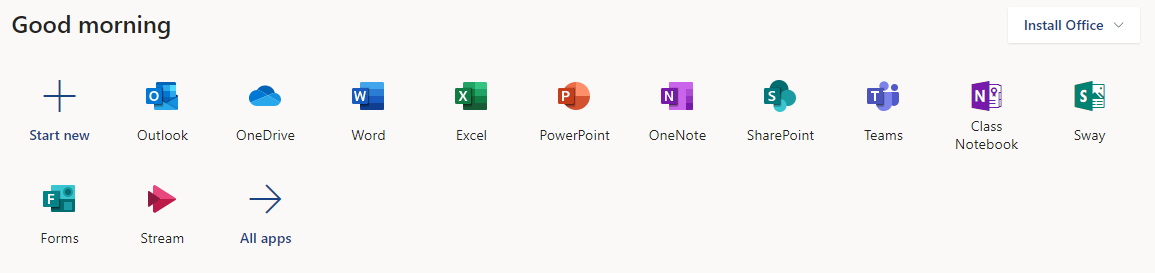 Good morning
Install Office
Start new
Outlook
OneDrive
Word
Excel
PowerPoint
OneNote
SharePoint
Teams
Class
Notebook
Sway
Forms
Stream
All apps